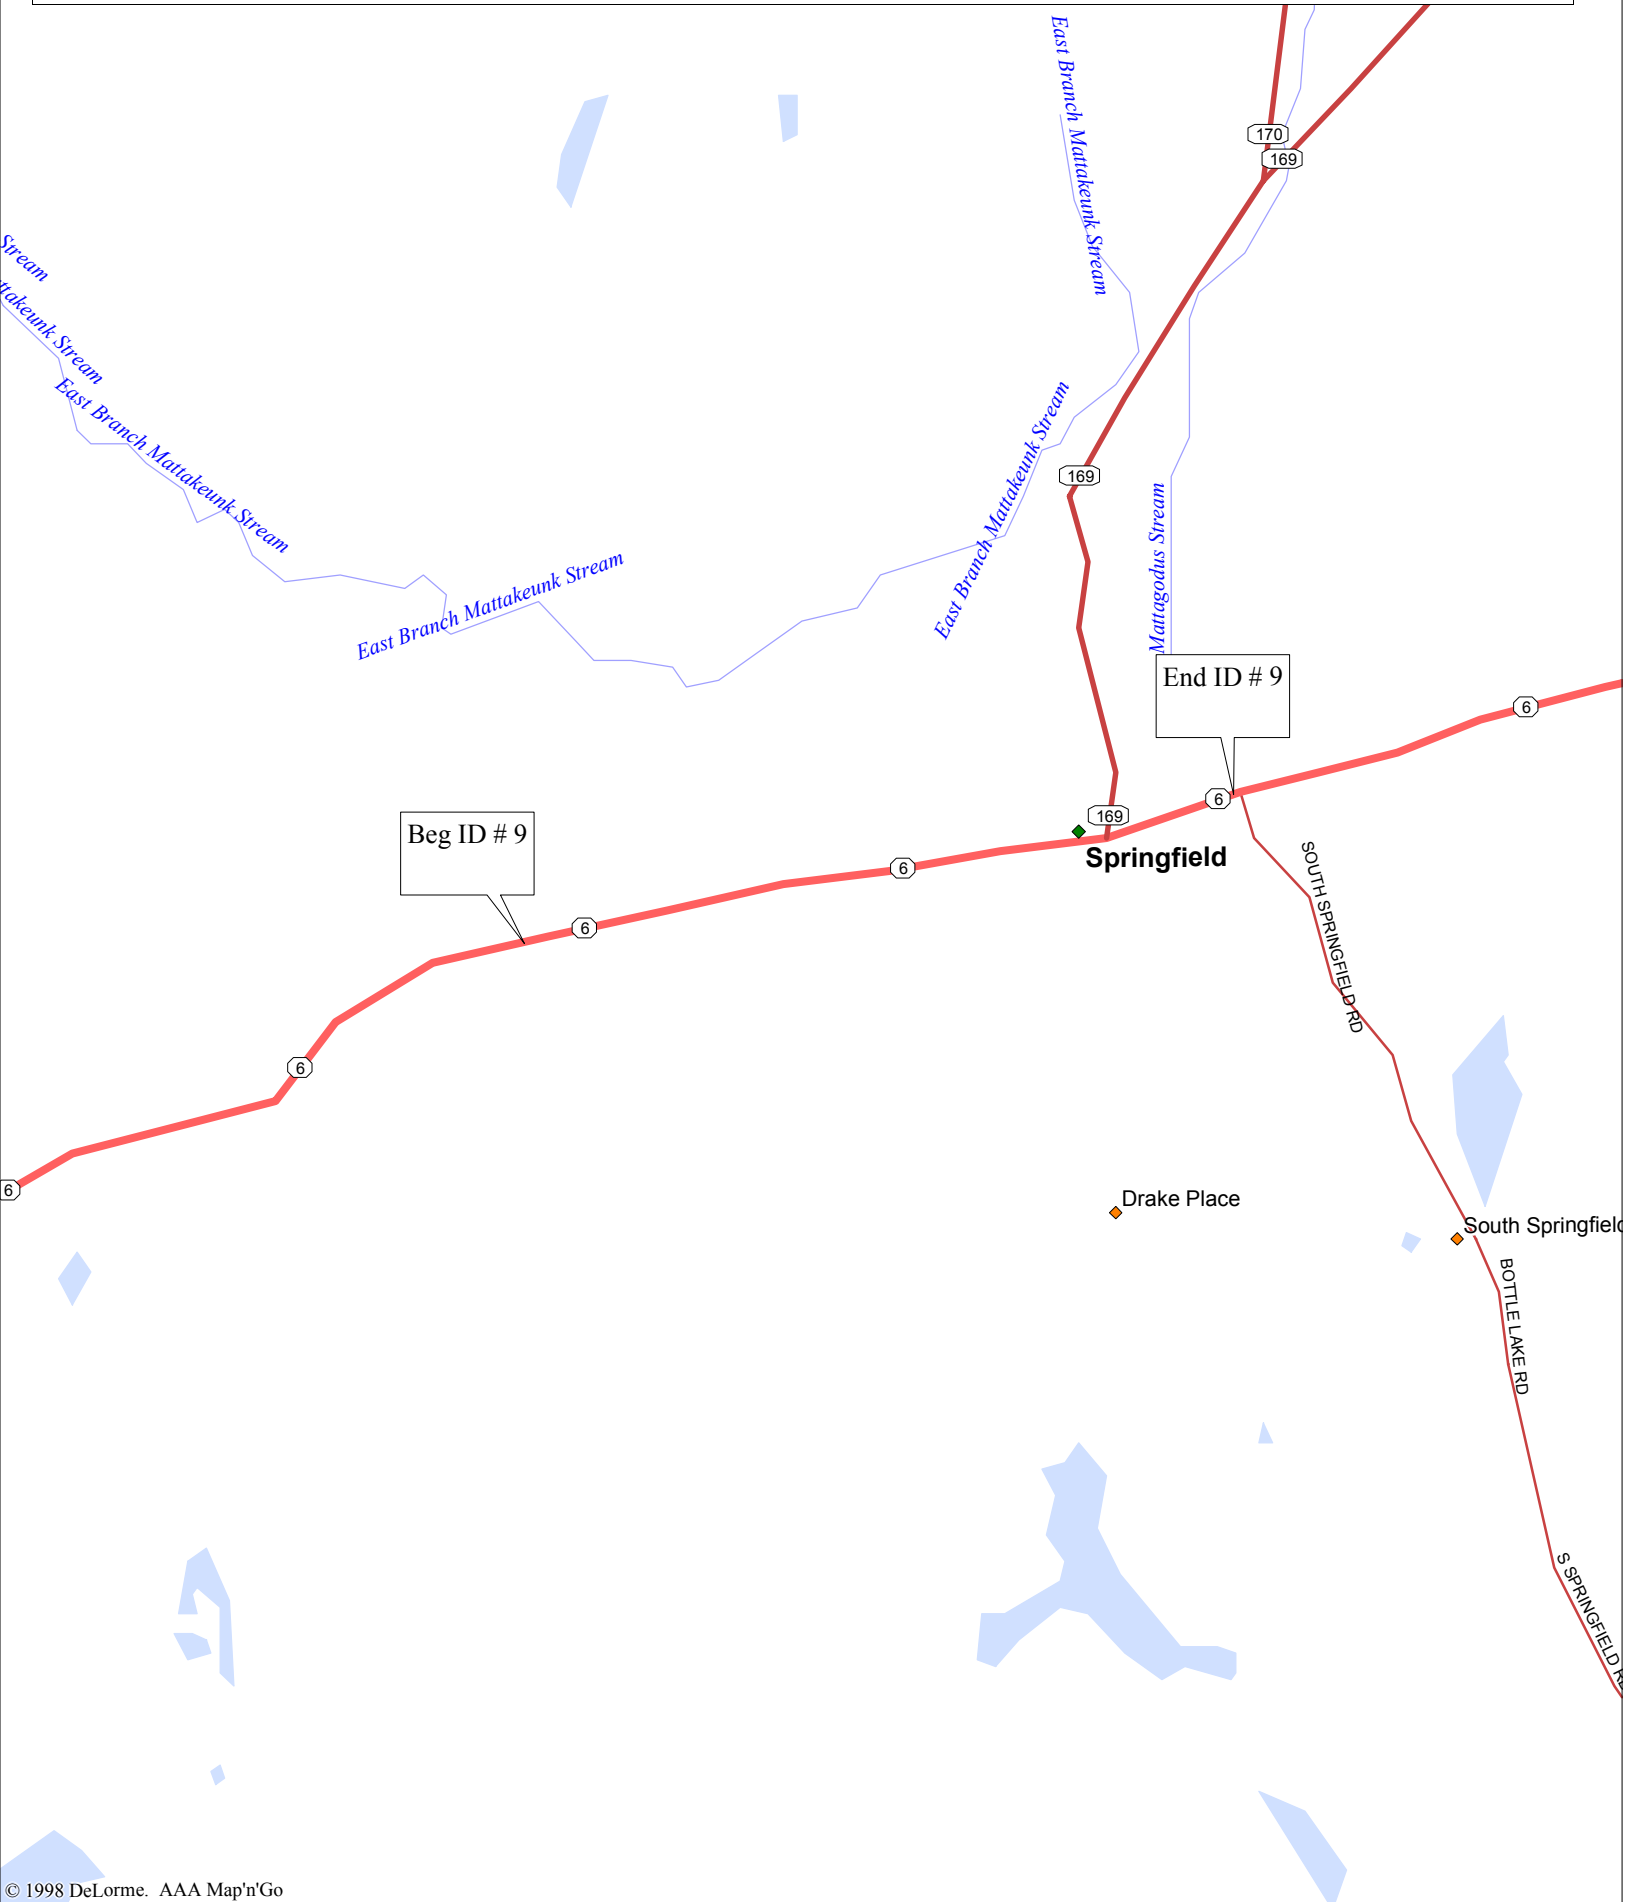 East Branch Mattakeunk Stream
170
169
Stream
East Branch Mattakeunk Stream
East Branch Mattakeunk Stream
169
Mattagodus Stream
East Branch Mattakeunk Stream
End ID # 9
6
6
169
Beg ID # 9
Springfield
6
SOUTH SPRINGFIELD RD
6
6
6
Drake Place
South Springfield
BOTTLE LAKE RD
S SPRINGFIELD RD
© 1998 DeLorme. AAA Map'n'Go